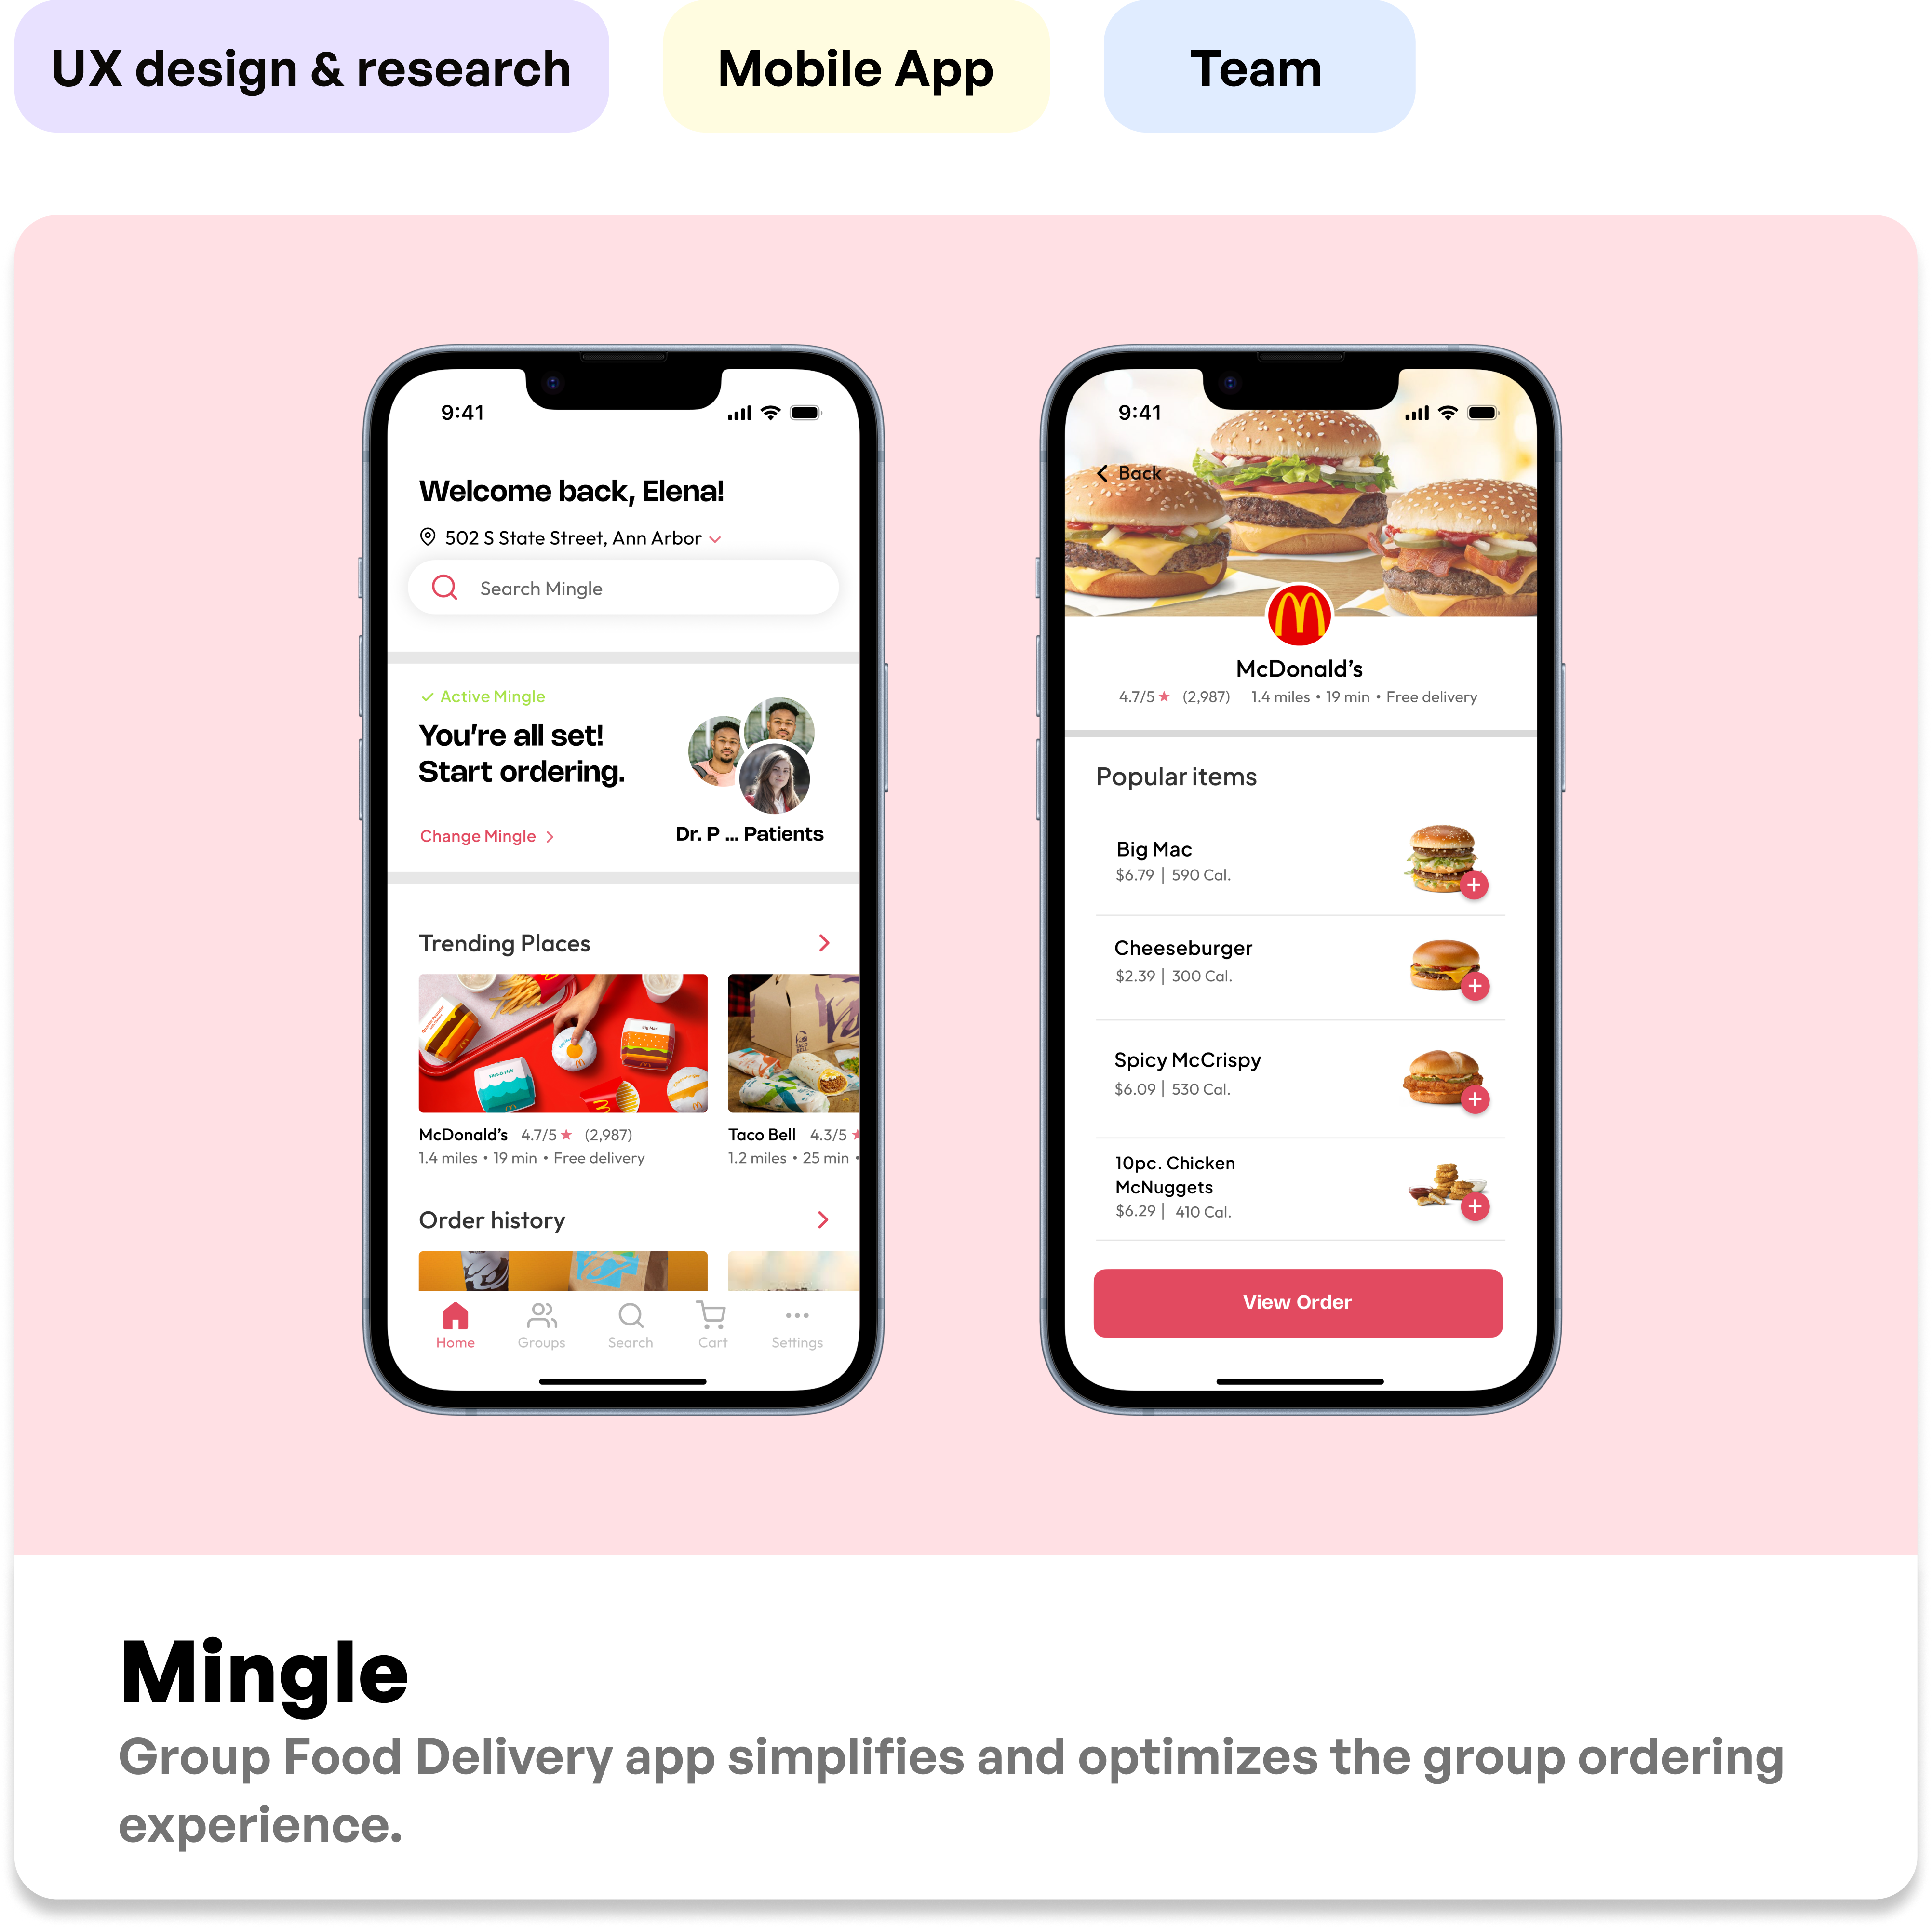 UX design & research
Mobile App
Team
9:41
Welcome back, Elena!
502 S State Street, Ann Arbor
Search Mingle
Active Mingle
You're all set!
Start ordering.
Change Mingle
Dr. P ... Patients
Trending Places
Big Mac
Filet-O-Fish
TACO BELL
McDonald's 4.7/5 ★ (2,987)
1.4 miles • 19 min • Free delivery
Taco Bell 4.3/5 ★
1.2 miles • 25 min •
Order history
Home
Groups
Search
Cart
Settings
9:41
Back
McDonald's
4.7/5 ★ (2,987) 1.4 miles • 19 min • Free delivery
Popular items
Big Mac
$6.79 | 590 Cal.
Cheeseburger
$2.39 | 300 Cal.
Spicy McCrispy
$6.09 | 530 Cal.
10pc. Chicken
McNuggets
$6.29 | 410 Cal.
View Order
Mingle
Group Food Delivery app simplifies and optimizes the group ordering
experience.